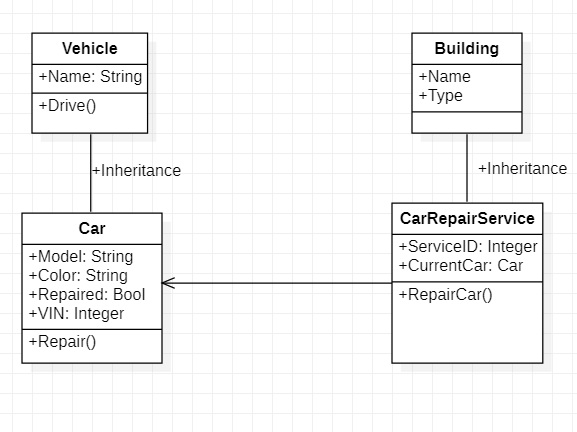 Vehicle
+Name: String
+Drive()
Building
+Name
+Type
+Inheritance
+Inheritance
Car
+Model: String
+Color: String
+Repaired: Bool
+VIN: Integer
+Repair()
CarRepairService
+ServiceID: Integer
+CurrentCar: Car
+RepairCar()